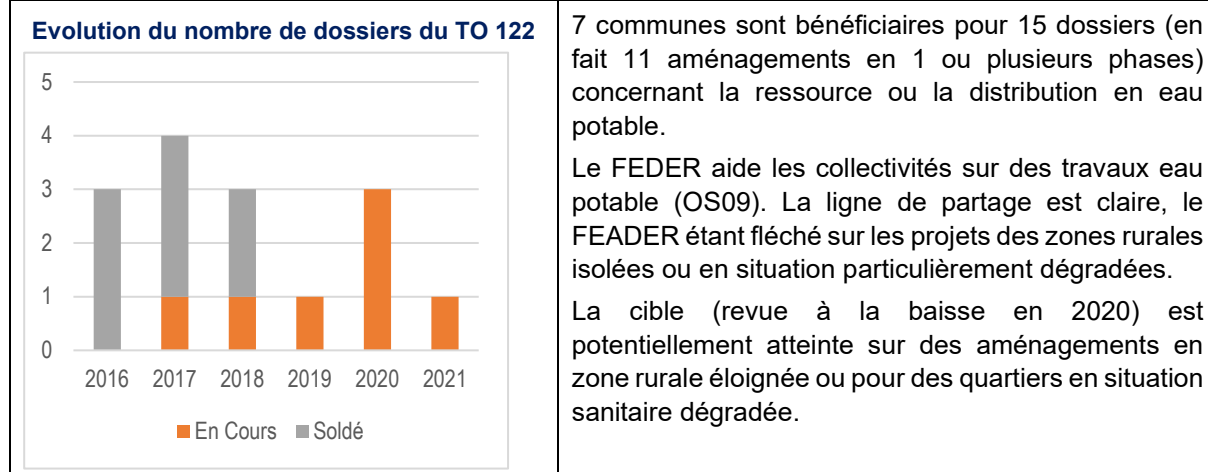 Evolution du nombre de dossiers du TO 122
5
4
3
2
1
0
2016 2017 2018 2019 2020 2021
En Cours Soldé
7 communes sont bénéficiaires pour 15 dossiers (en
fait 11 aménagements en 1 ou plusieurs phases)
concernant la ressource ou la distribution en eau
potable.
Le FEDER aide les collectivités sur des travaux eau
potable (OS09). La ligne de partage est claire, le
FEADER étant fléché sur les projets des zones rurales
isolées ou en situation particulièrement dégradées.
La cible (revue à la baisse en 2020) est
potentiellement atteinte sur des aménagements en
zone rurale éloignée ou pour des quartiers en situation
sanitaire dégradée.